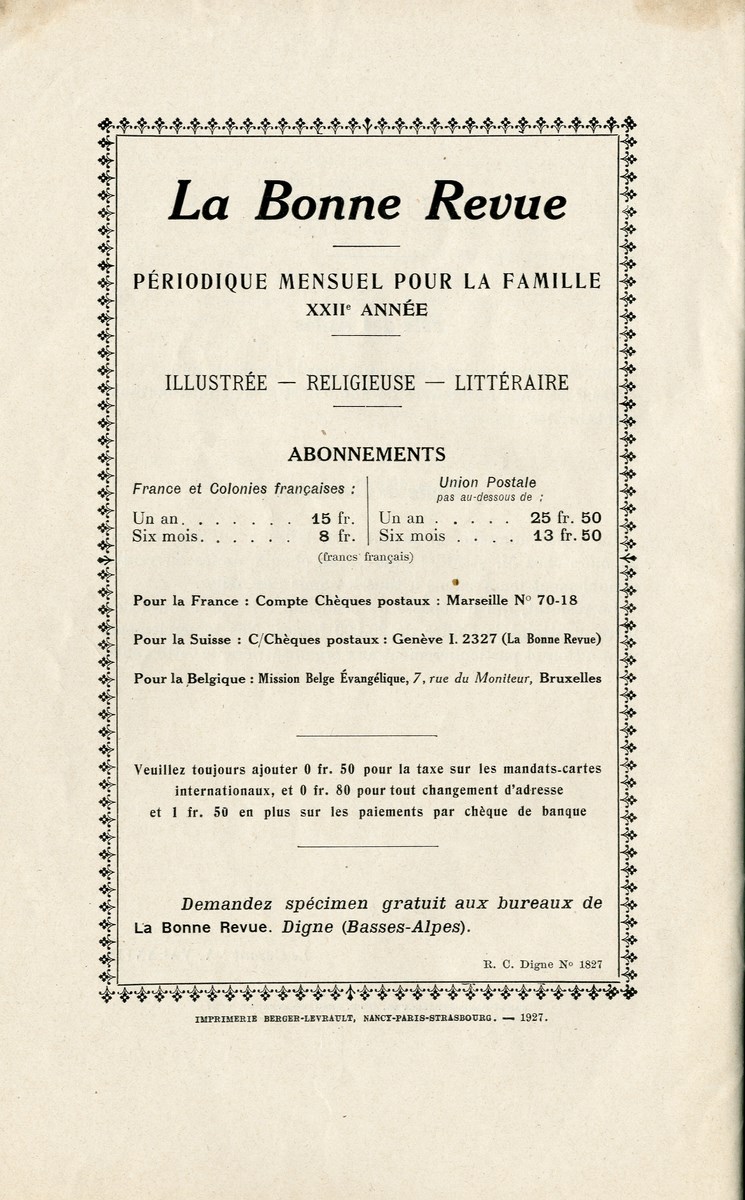 La Bonne Revue
PÉRIODIQUE MENSUEL POUR LA FAMILLE
XXIIe ANNÉE
ILLUSTRÉE — RELIGIEUSE — LITTÉRAIRE
ABONNEMENTS
France et Colonies françaises :
Un an. . . . . . . 15 fr.
Six mois. . . . . . 8 fr.
Union Postale
pas au-dessous de :
Un an . . . . . 25 fr. 50
Six mois . . . . 13 fr. 50
(francs français)
Pour la France : Compte Chèques postaux : Marseille No 70-18
Pour la Suisse : C/Chèques postaux : Genève I. 2327 (La Bonne Revue)
Pour la Belgique : Mission Belge Évangélique, 7, rue du Moniteur, Bruxelles
Veuillez toujours ajouter 0 fr. 50 pour la taxe sur les mandats-cartes
internationaux, et 0 fr. 80 pour tout changement d'adresse
et 1 fr. 50 en plus sur les paiements par chèque de banque
Demandez spécimen gratuit aux bureaux de
La Bonne Revue. Digne (Basses-Alpes).
R. C. Digne No 1827
IMPRIMERIE BERGER-LEVRAULT, NANCY-PARIS-STRASBOURG. — 1927.